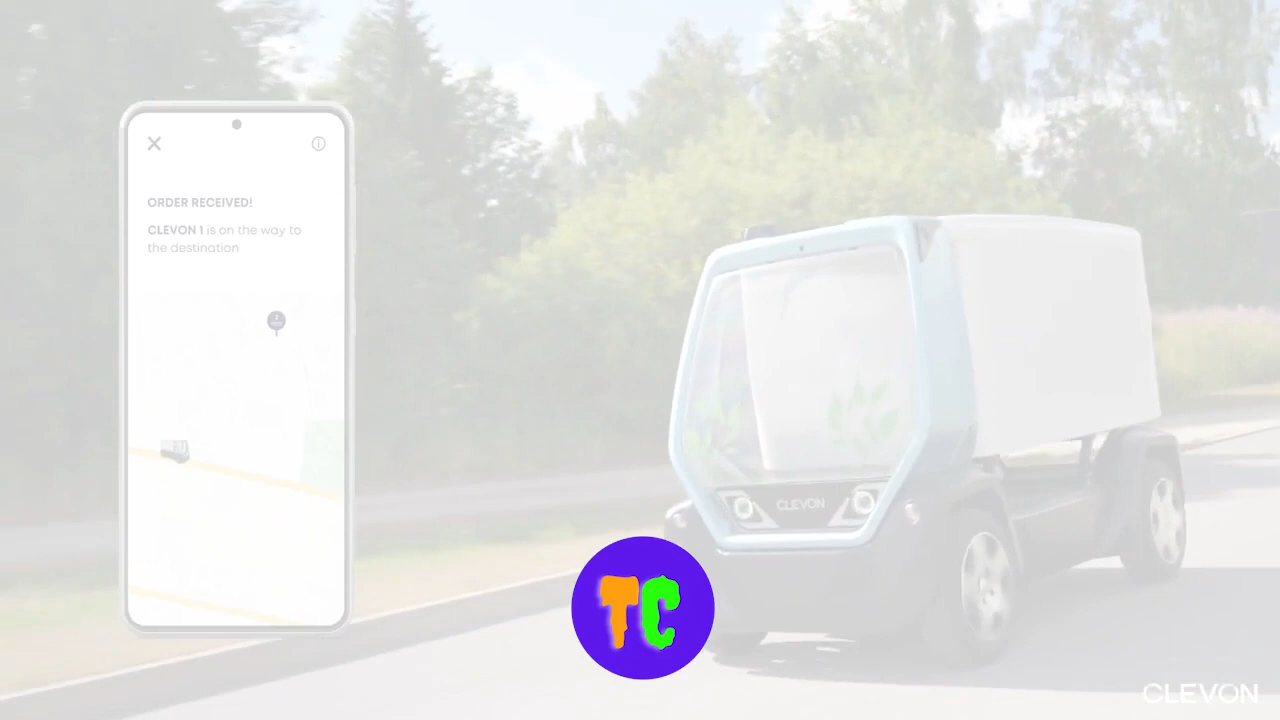 ORDER RECEIVED!
CLEVON 1 is on the way to
the destination
CLEVON
TC
CLEVON